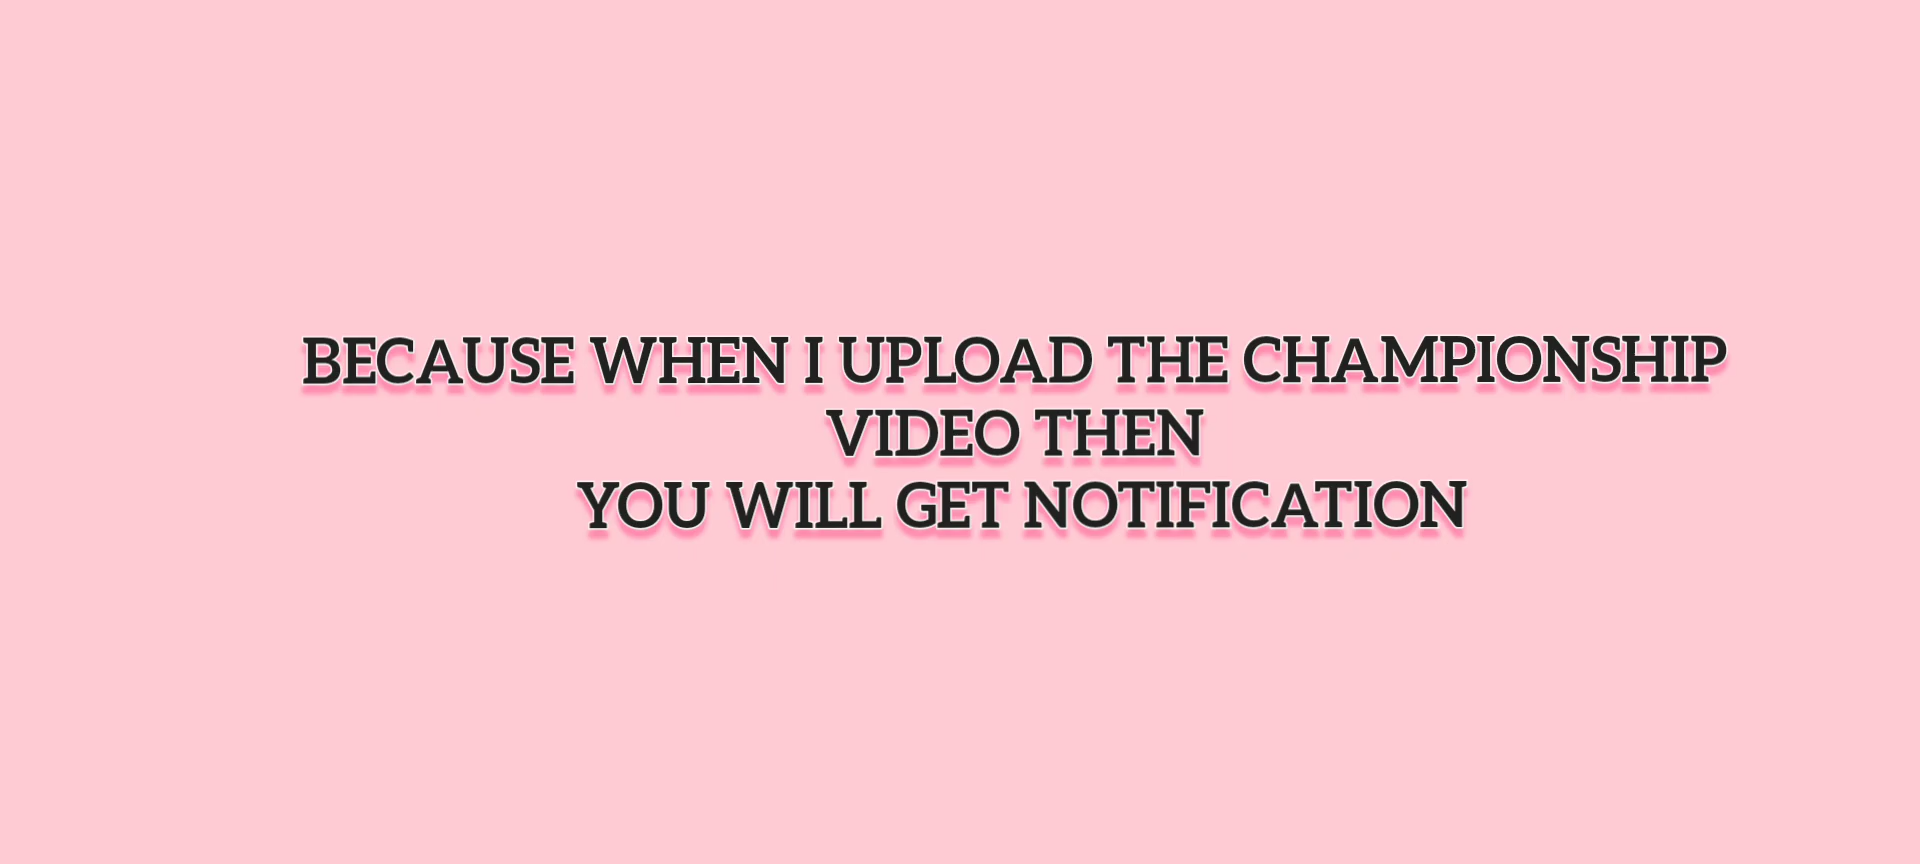 BECAUSE WHEN I UPLOAD THE CHAMPIONSHIP
VIDEO THEN
YOU WILL GET NOTIFICATION